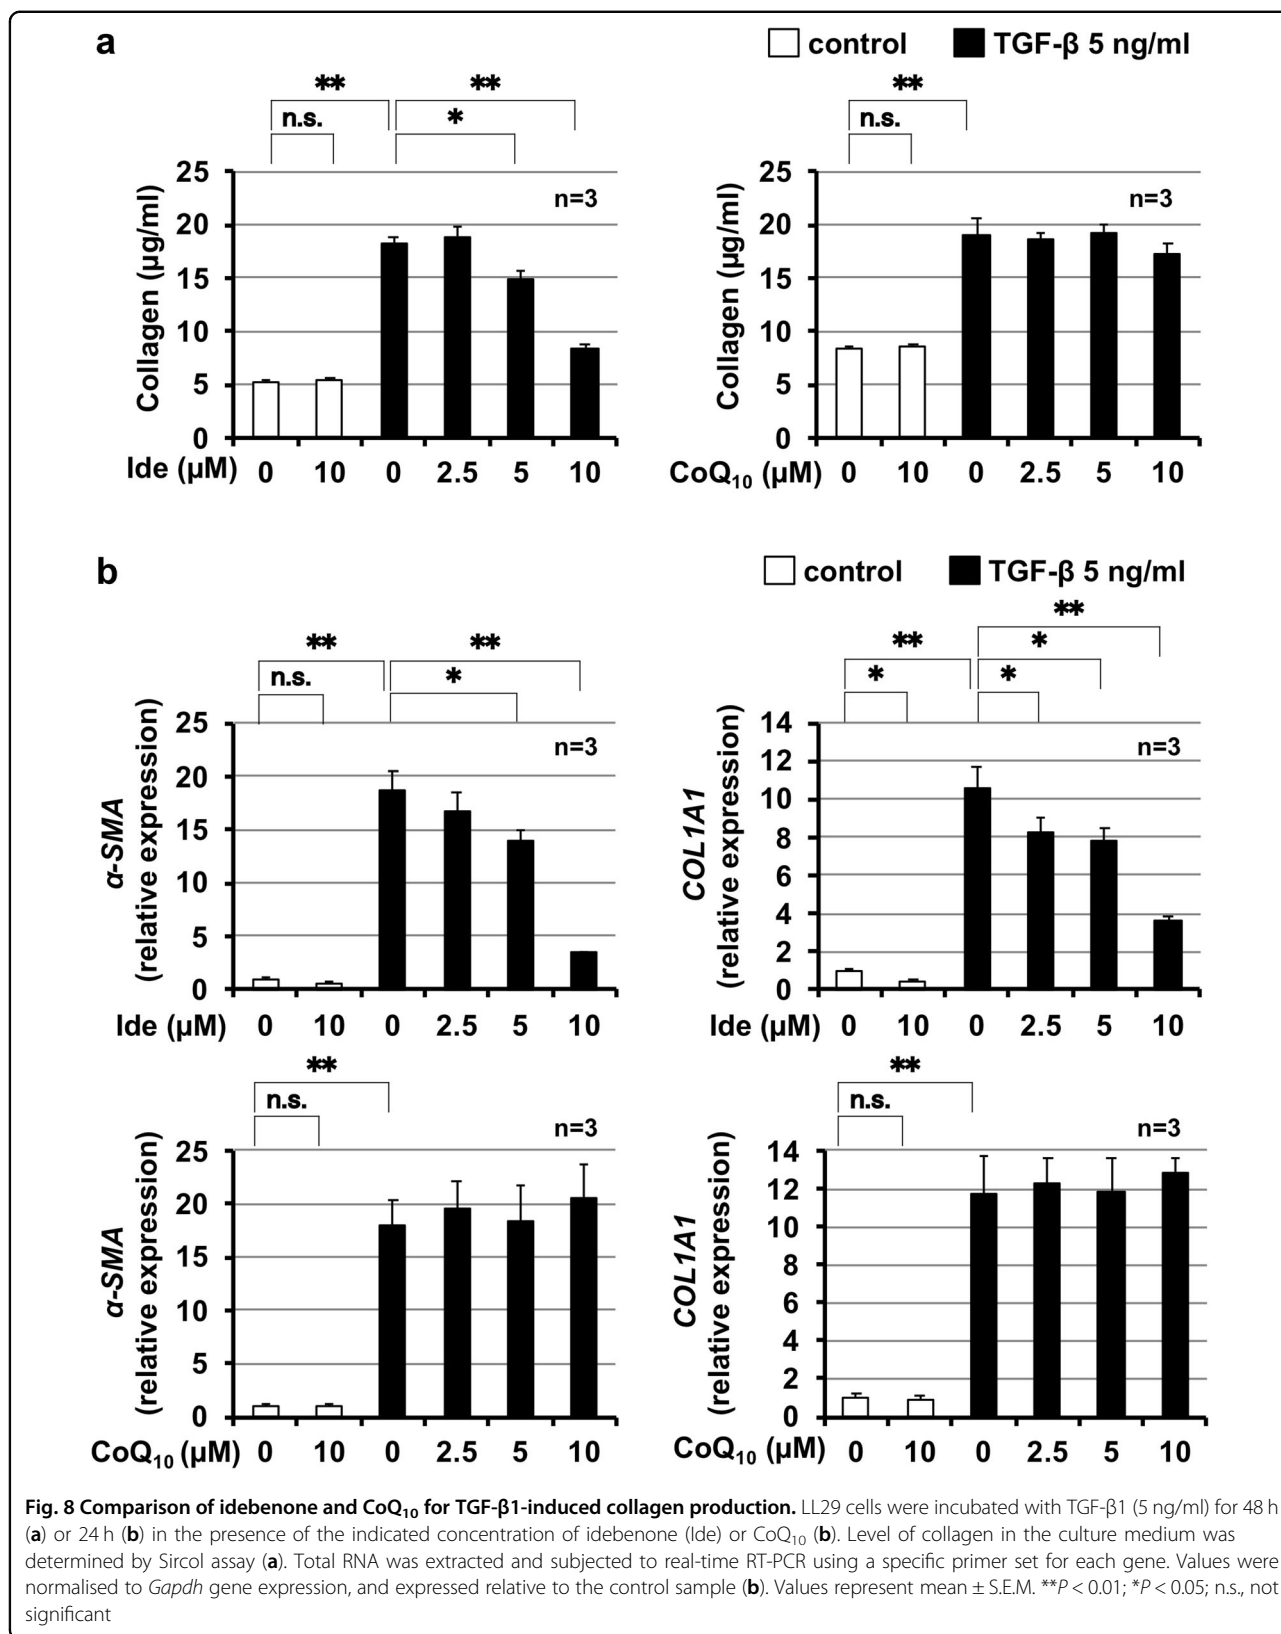 a
control TGF-β 5 ng/ml
** **
n.s. *
25
20
15
10
5
0
Collagen (µg/ml)
n=3
Ide (µM) 0 10 0 2.5 5 10
**
n.s.
25
20
15
10
5
0
Collagen (µg/ml)
n=3
CoQ10 (µM) 0 10 0 2.5 5 10
b
control TGF-β 5 ng/ml
** **
n.s. *
25
20
15
10
5
0
α-SMA
(relative expression)
n=3
Ide (µM) 0 10 0 2.5 5 10
**
** *
* *
14
12
10
8
6
4
2
0
COL1A1
(relative expression)
n=3
Ide (µM) 0 10 0 2.5 5 10
**
n.s.
25
20
15
10
5
0
α-SMA
(relative expression)
n=3
CoQ10 (µM) 0 10 0 2.5 5 10
**
n.s.
14
12
10
8
6
4
2
0
COL1A1
(relative expression)
n=3
CoQ10 (µM) 0 10 0 2.5 5 10
Fig. 8 Comparison of idebenone and CoQ10 for TGF-β1-induced collagen production. LL29 cells were incubated with TGF-β1 (5 ng/ml) for 48 h
(a) or 24 h (b) in the presence of the indicated concentration of idebenone (Ide) or CoQ10 (b). Level of collagen in the culture medium was
determined by Sircol assay (a). Total RNA was extracted and subjected to real-time RT-PCR using a specific primer set for each gene. Values were
normalised to Gapdh gene expression, and expressed relative to the control sample (b). Values represent mean ± S.E.M. **P < 0.01; *P < 0.05; n.s., not
significant